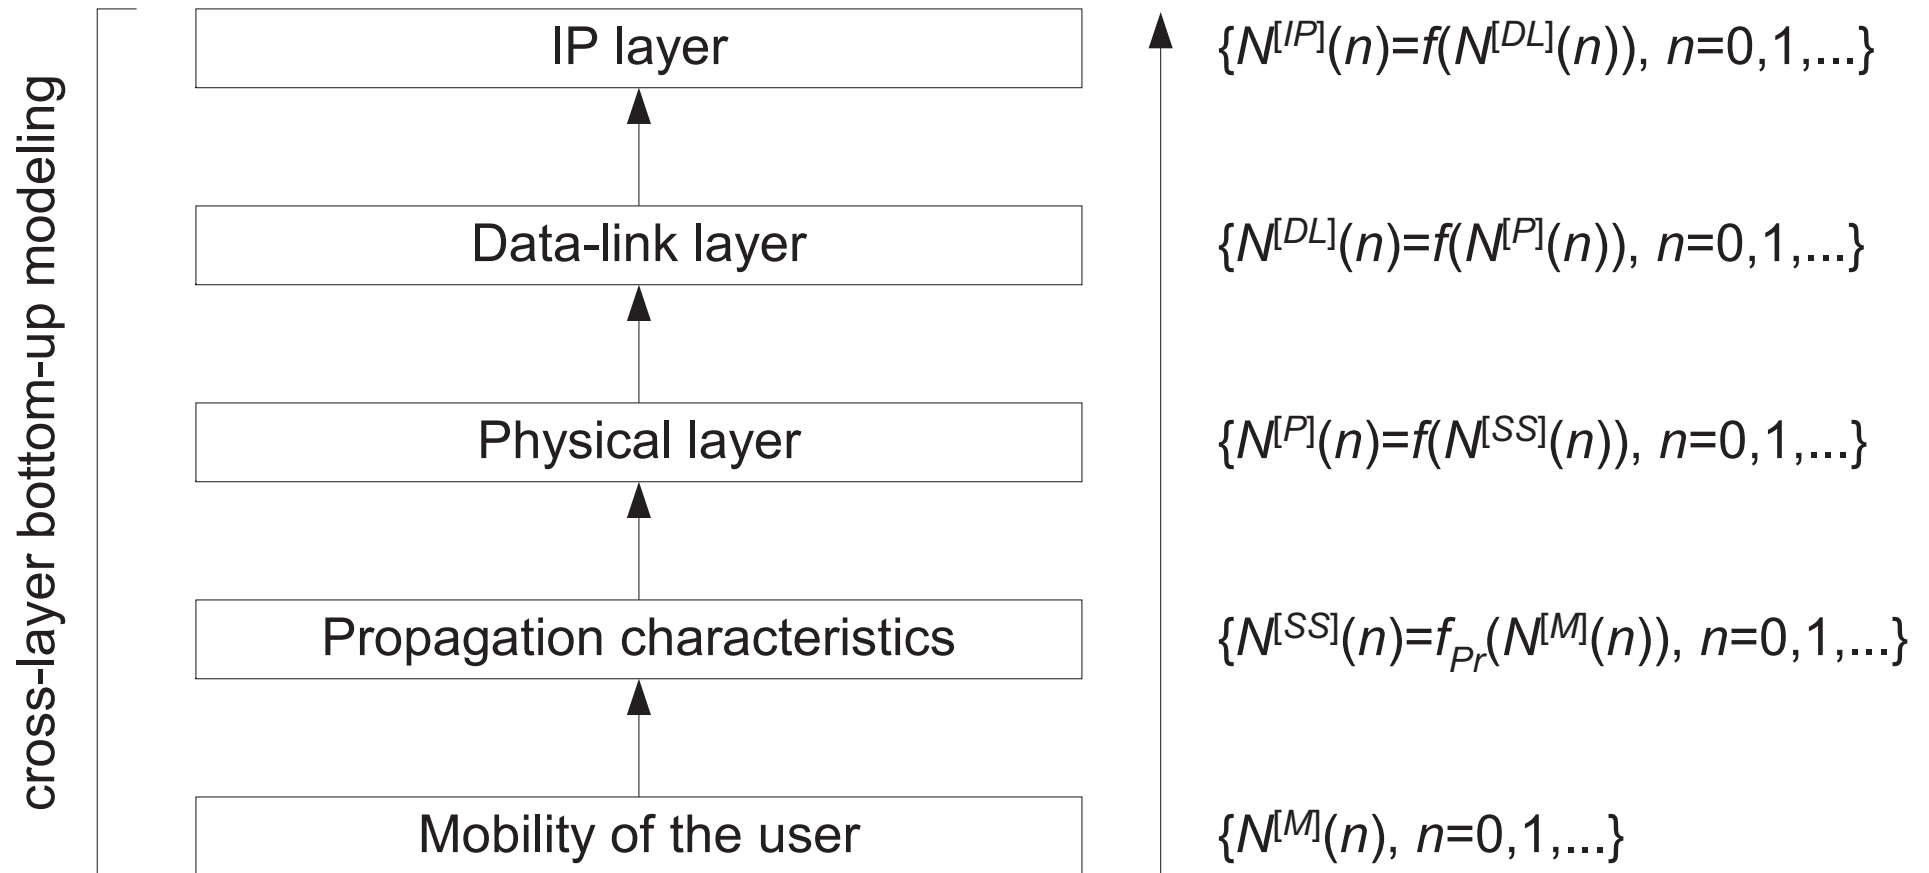 cross-layer bottom-up modeling
IP layer
{N^[IP](n)=f(N^[DL](n)), n=0,1,...}
Data-link layer
{N^[DL](n)=f(N^[P](n)), n=0,1,...}
Physical layer
{N^[P](n)=f(N^[SS](n)), n=0,1,...}
Propagation characteristics
{N^[SS](n)=f_Pr(N^[M](n)), n=0,1,...}
Mobility of the user
{N^[M](n), n=0,1,...}